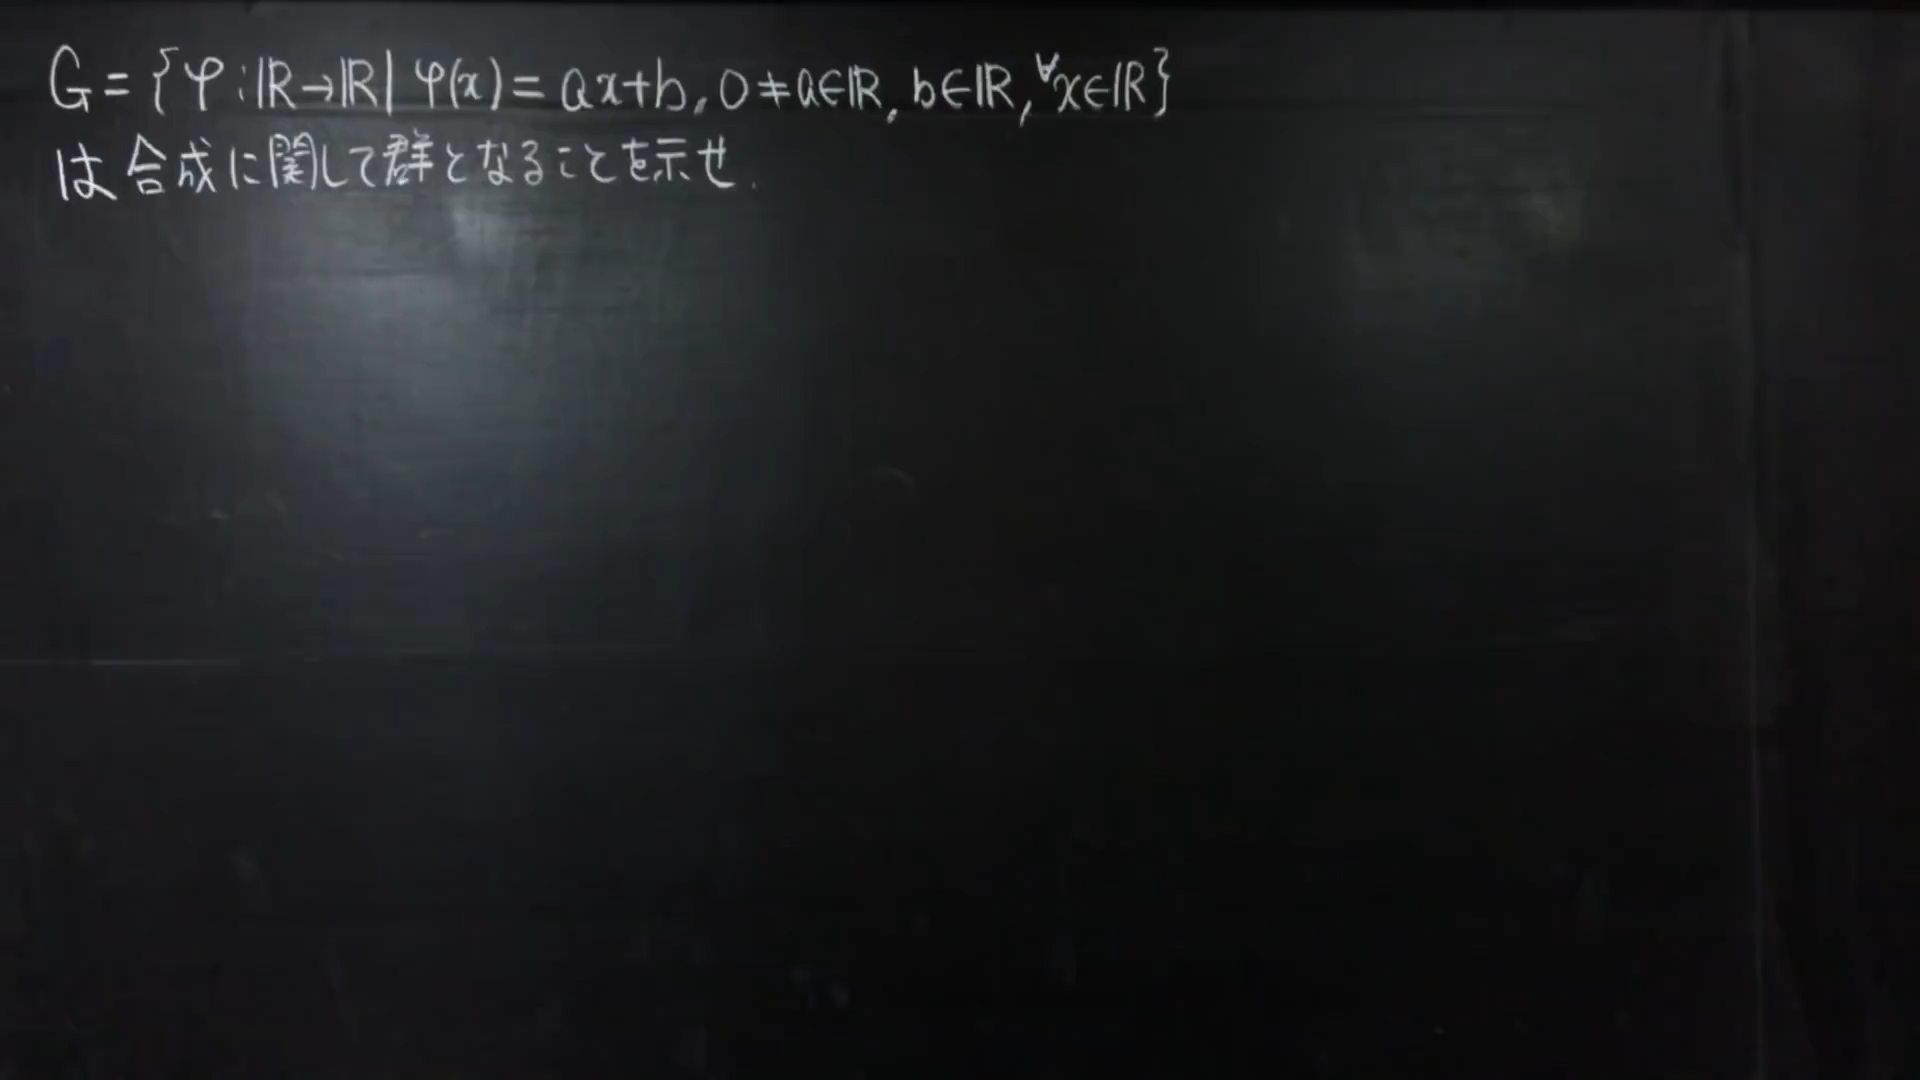 G = {φ:ℝ→ℝ| φ(x) = ax+b, 0≠a∈ℝ, b∈ℝ, ∀x∈ℝ}
は合成に関して群となることを示せ.